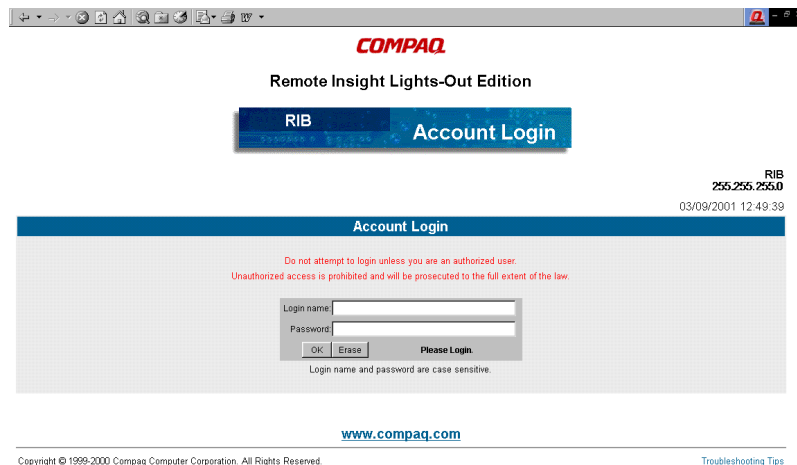 COMPAQ
Remote Insight Lights-Out Edition
RIB
Account Login
RIB
255.255.255.0
03/09/2001 12:49:39
Account Login
Do not attempt to login unless you are an authorized user.
Unauthorized access is prohibited and will be prosecuted to the full extent of the law.
Login name:
Password:
OK Erase Please Login.
Login name and password are case sensitive.
www.compaq.com
Copyright © 1999-2000 Compaq Computer Corporation. All Rights Reserved. Troubleshooting Tips